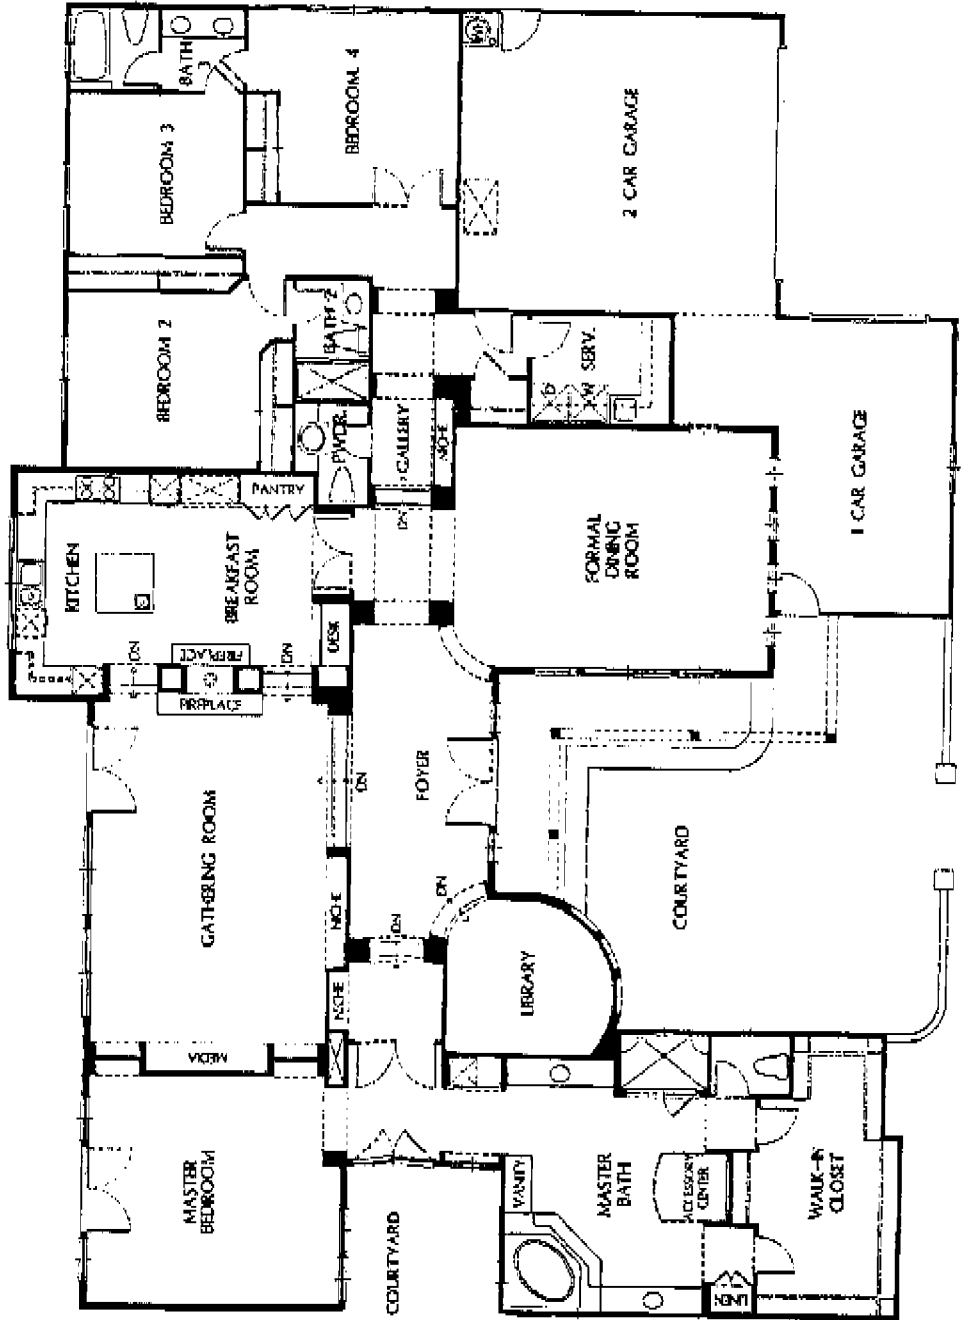 BATH
3
BEDROOM 4
WH
BEDROOM 3
2 CAR GARAGE
BEDROOM 2
BATH 2
SERV.
D
W
PWDR.
GALLERY
NICHE
PANTRY
1 CAR GARAGE
KITCHEN
BREAKFAST
ROOM
DN
FORMAL
DINING
ROOM
DESK
DN
DN
FIREPLACE
FIREPLACE
GATHERING ROOM
DN
FOYER
COURTYARD
NICHE
DN
DN
NICHE
LIBRARY
MEDIA
MASTER
BEDROOM
COURTYARD
VANITY
MASTER
BATH
ACCESSORY
CENTER
WALK-IN
CLOSET
LINEN